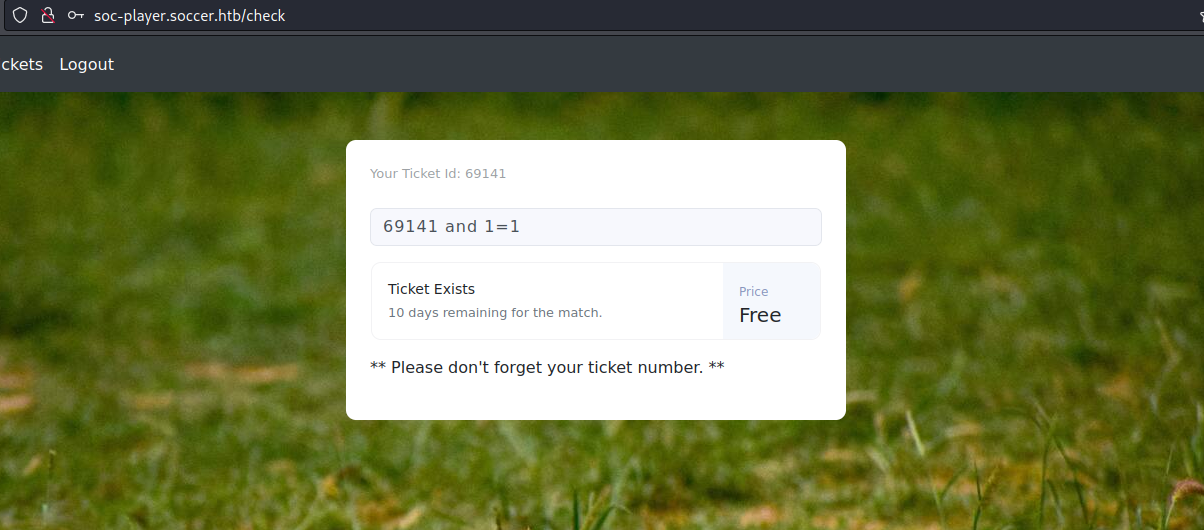 soc-player.soccer.htb/check
ckets Logout
Your Ticket Id: 69141
69141 and 1=1
Ticket Exists
10 days remaining for the match.
Price
Free
** Please don't forget your ticket number. **